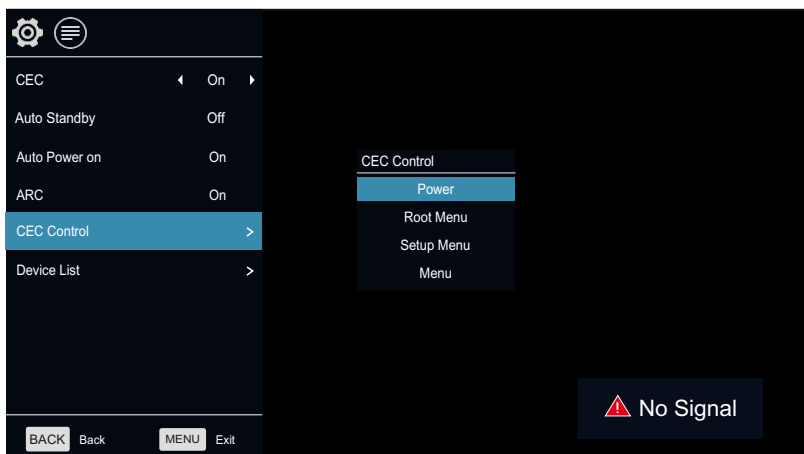 CEC On
Auto Standby Off
Auto Power on On
ARC On
CEC Control >
Device List >
BACK Back MENU Exit
CEC Control
Power
Root Menu
Setup Menu
Menu
No Signal